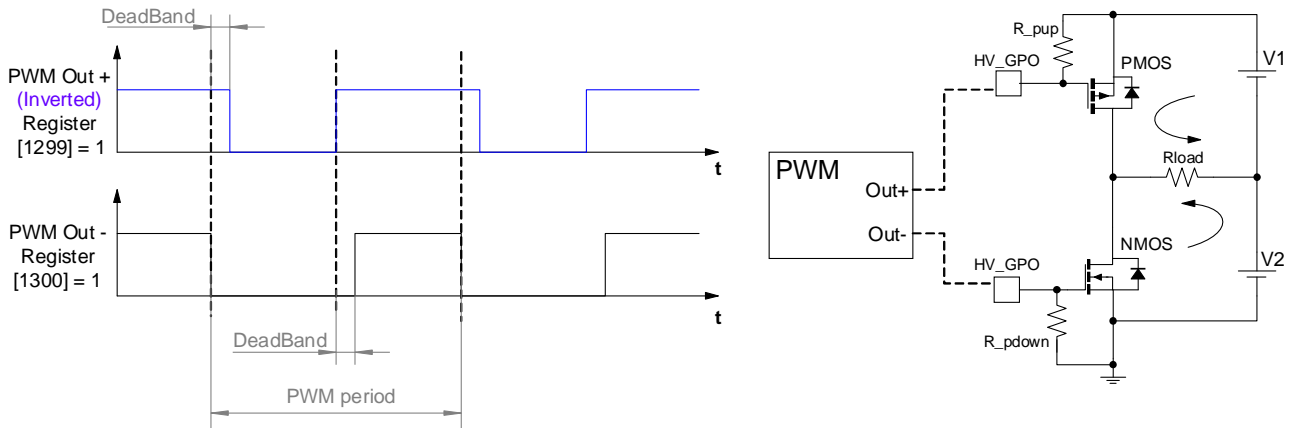 DeadBand
PWM Out +
(Inverted)
Register
[1299] = 1
t
PWM Out -
Register
[1300] = 1
t
DeadBand
PWM period
R_pup
HV_GPO
PMOS
V1
PWM
Out+
Out-
Rload
HV_GPO
NMOS
V2
R_pdown